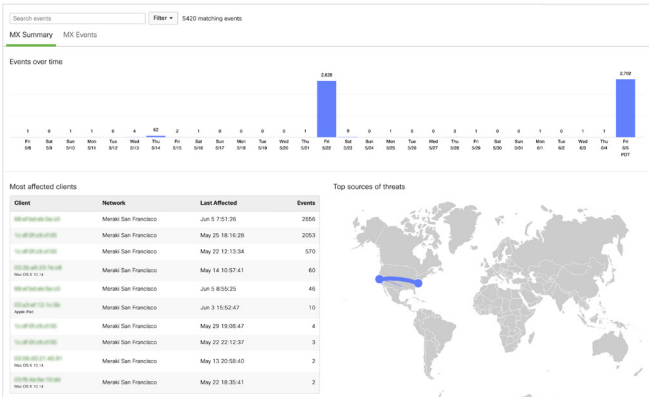 Search events Filter 5420 matching events
MX Summary MX Events
Events over time
1 0 1 1 0 4 62 2 1 0 0 0 1 2,626 9 0 1 0 0 3 1 0 0 1 0 1 1 2,702
Fri Sat Sun Mon Tue Wed Thu Fri Sat Sun Mon Tue Wed Thu Fri Sat Sun Mon Tue Wed Thu Fri Sat Sun Mon Tue Wed Thu Fri
5/8 5/9 5/10 5/11 5/12 5/13 5/14 5/15 5/16 5/17 5/18 5/19 5/20 5/21 5/22 5/23 5/24 5/25 5/26 5/27 5/28 5/29 5/30 5/31 6/1 6/2 6/3 6/4 6/5
PDT
Most affected clients Top sources of threats
Client Network Last Affected Events
Meraki San Francisco Jun 5 7:51:26 2856
Meraki San Francisco May 25 18:16:28 2053
Meraki San Francisco May 22 12:13:34 570
Meraki San Francisco May 14 10:57:41 60
Mac OS X 10.14
Meraki San Francisco Jun 5 8:55:25 46
Meraki San Francisco Jun 3 15:52:47 10
Apple iPad
Meraki San Francisco May 29 19:08:47 4
Meraki San Francisco May 22 22:12:37 3
Meraki San Francisco May 13 20:58:40 2
Mac OS X 10.14
Meraki San Francisco May 22 18:35:41 2
Mac OS X 10.14